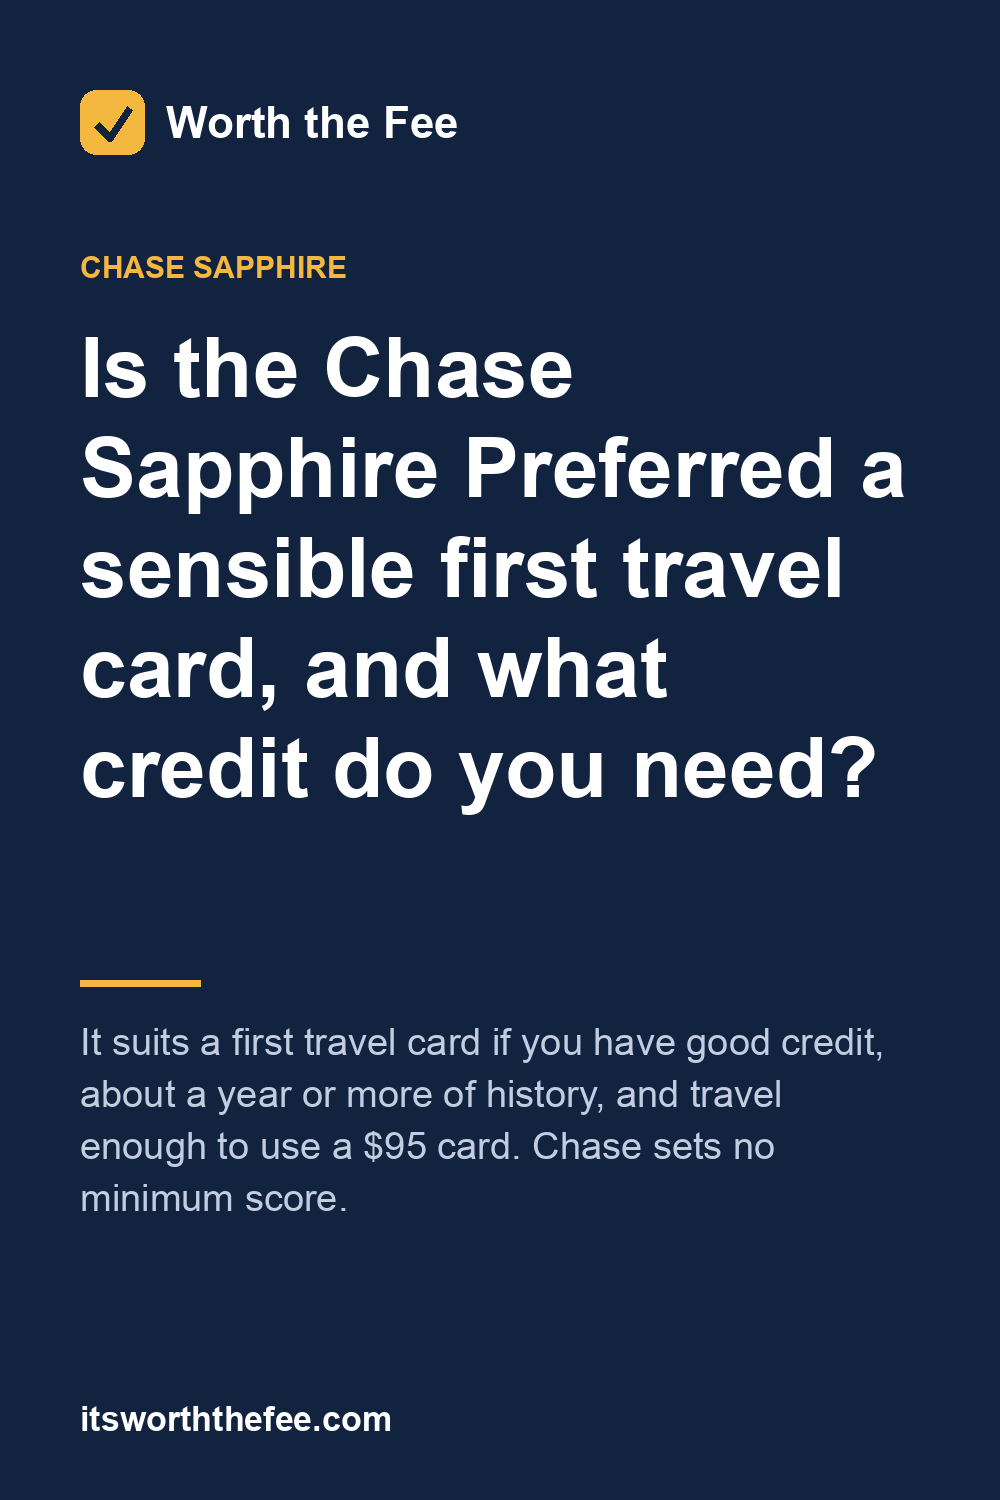 Worth the Fee
CHASE SAPPHIRE
Is the Chase
Sapphire Preferred a
sensible first travel
card, and what
credit do you need?
It suits a first travel card if you have good credit,
about a year or more of history, and travel
enough to use a $95 card. Chase sets no
minimum score.
itsworththefee.com